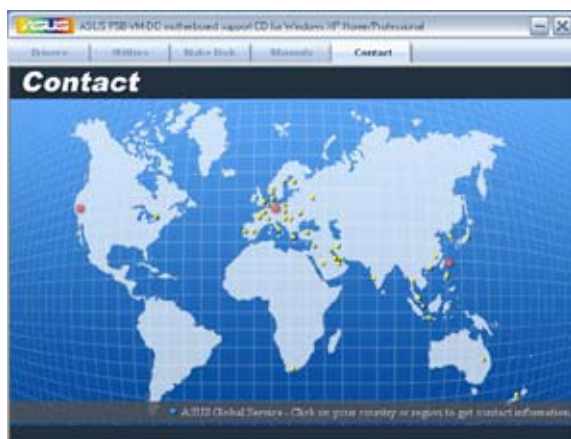 ASUS
ASUS P5B-VM DO motherboard support CD for Windows XP Home/Professional
Drivers
Utilities
Make Disk
Manuals
Contact
Contact
ASUS Global Service - Click on your country or region to get contact information